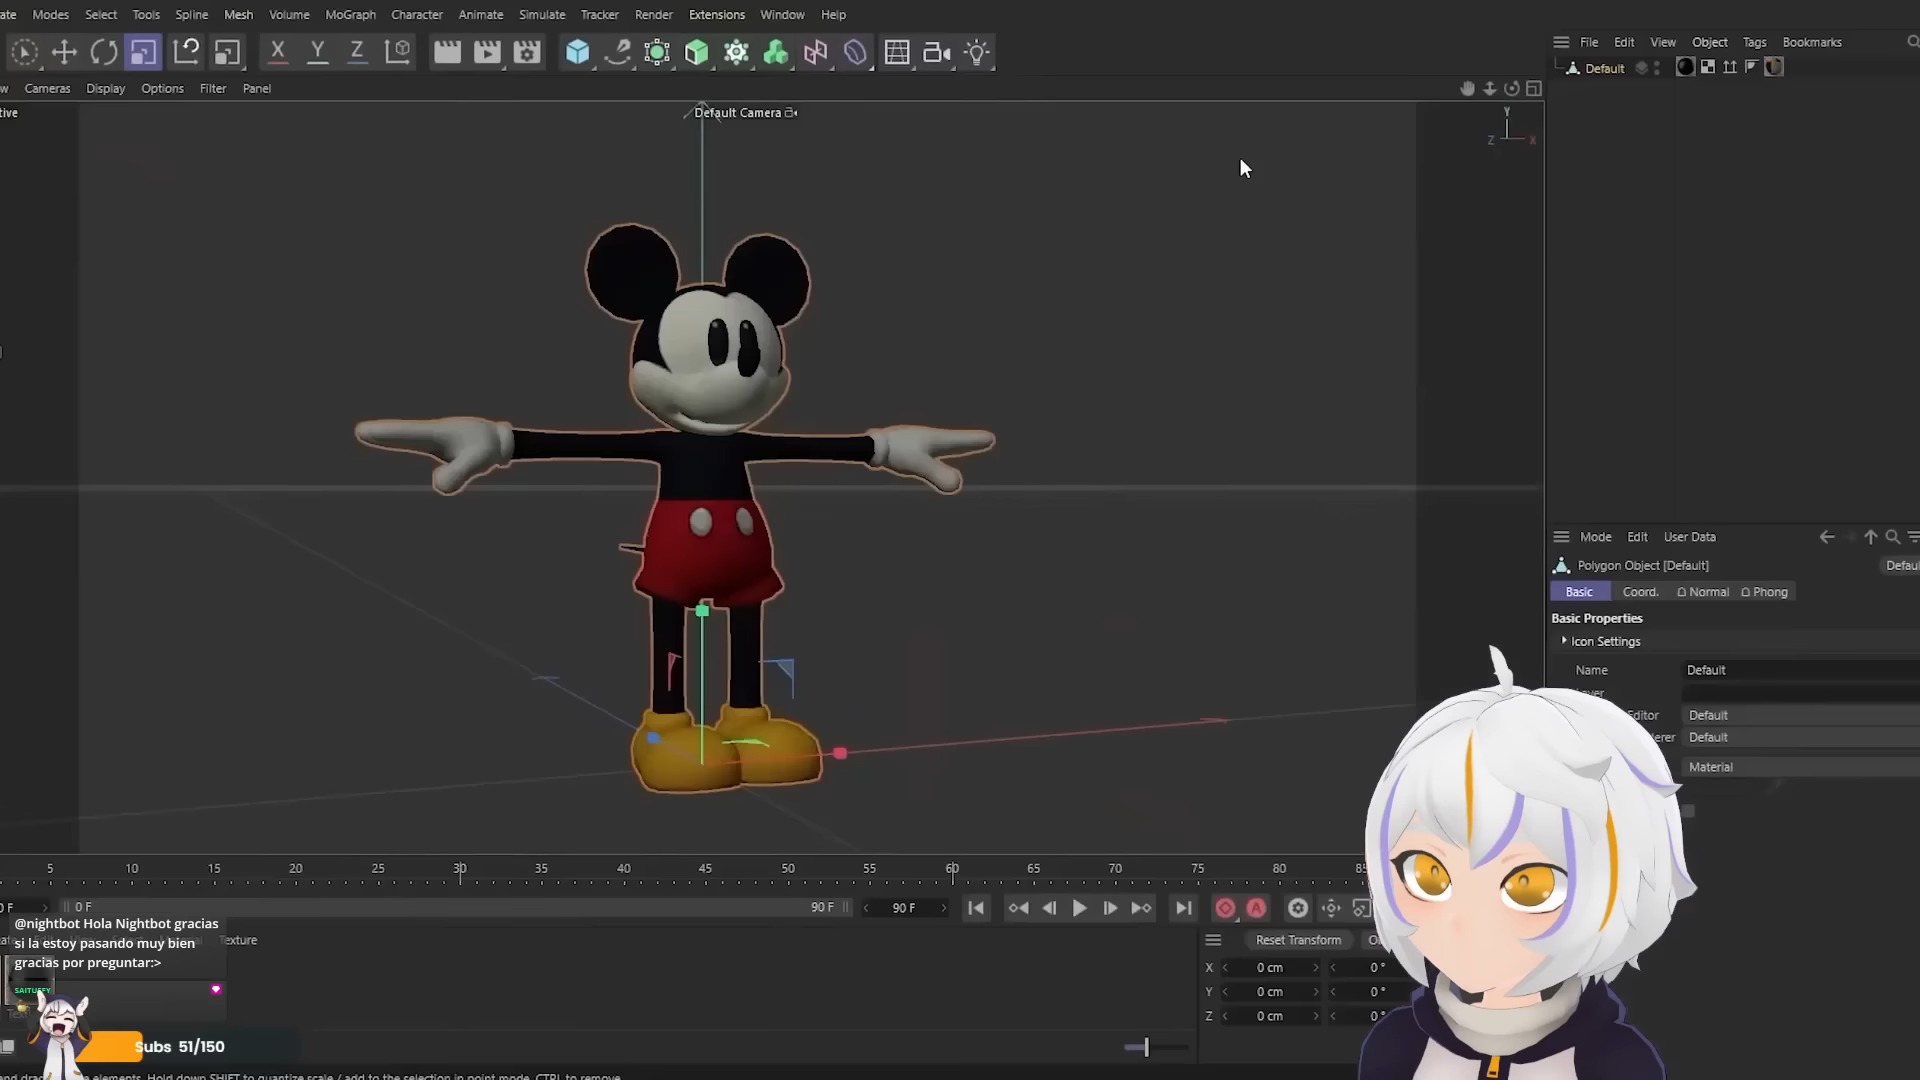 Modes Select Tools Spline Mesh Volume MoGraph Character Animate Simulate Tracker Render Extensions Window Help
X Y Z
File Edit View Object Tags Bookmarks
Default
Cameras Display Options Filter Panel
Default Camera
Y
Z X
Mode Edit User Data
Polygon Object [Default]
Basic Coord. Normal Phong
Basic Properties
Icon Settings
Name Default
Default
Default
Material
5 10 15 20 25 30 35 40 45 50 55 60 65 70 75 80
0 F 90 F 90 F
@nightbot Hola Nightbot gracias
si la estoy pasando muy bien
gracias por preguntar:>
Texture
Reset Transform
X 0 cm 0 °
Y 0 cm 0 °
Z 0 cm 0 °
SAITUFFY
Subs 51/150